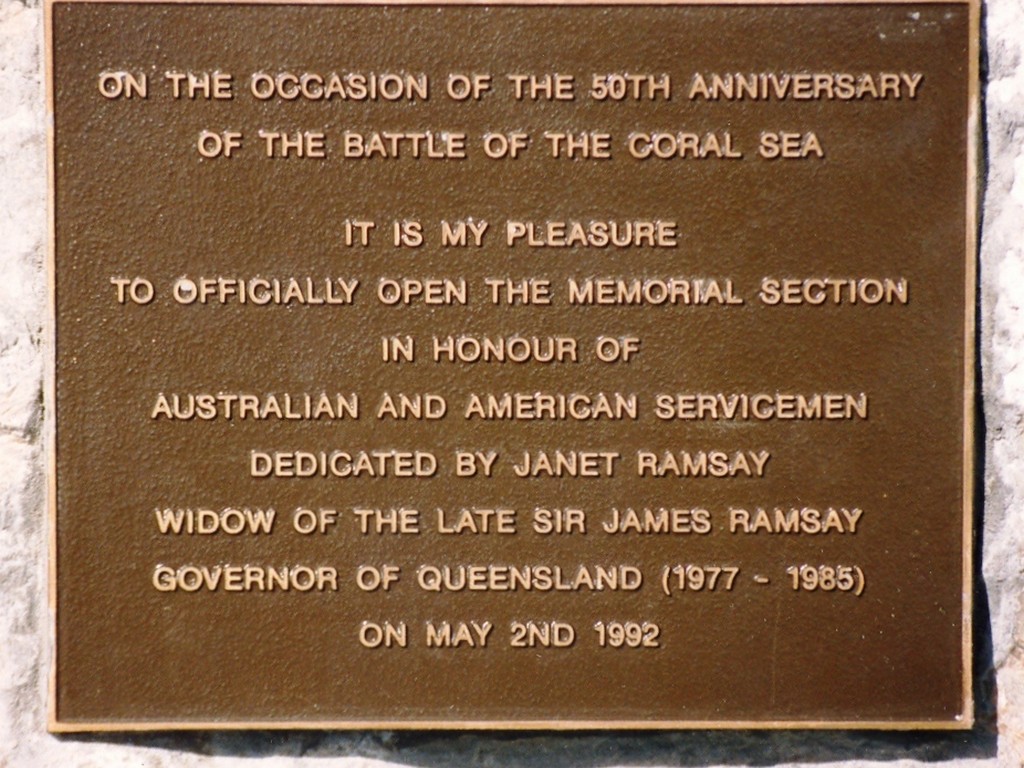 ON THE OCCASION OF THE 50TH ANNIVERSARY
OF THE BATTLE OF THE CORAL SEA
IT IS MY PLEASURE
TO OFFICIALLY OPEN THE MEMORIAL SECTION
IN HONOUR OF
AUSTRALIAN AND AMERICAN SERVICEMEN
DEDICATED BY JANET RAMSAY
WIDOW OF THE LATE SIR JAMES RAMSAY
GOVERNOR OF QUEENSLAND (1977 - 1985)
ON MAY 2ND 1992